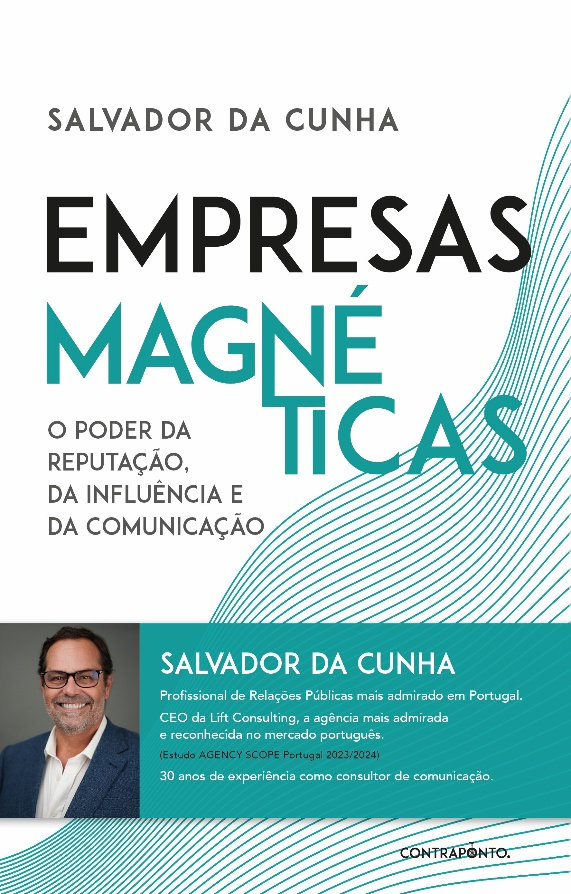 SALVADOR DA CUNHA
EMPRESAS
MAGNÉ
TICAS
O PODER DA
REPUTAÇÃO,
DA INFLUÊNCIA E
DA COMUNICAÇÃO
SALVADOR DA CUNHA
Profissional de Relações Públicas mais admirado em Portugal.
CEO da Lift Consulting, a agência mais admirada
e reconhecida no mercado português.
(Estudo AGENCY SCOPE Portugal 2023/2024)
30 anos de experiência como consultor de comunicação.
CONTRAPONTO.